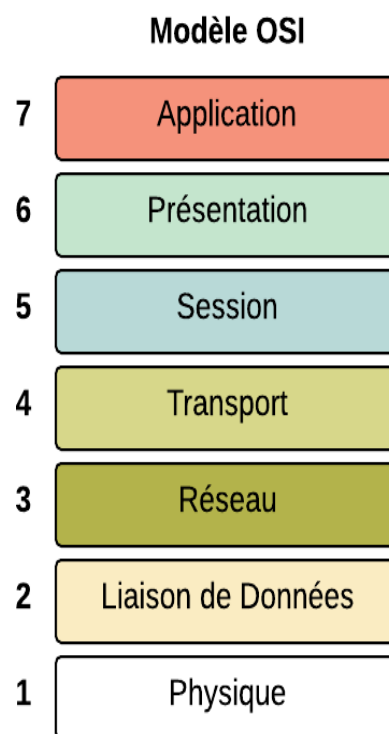 Modèle OSI
7 Application
6 Présentation
5 Session
4 Transport
3 Réseau
2 Liaison de Données
1 Physique